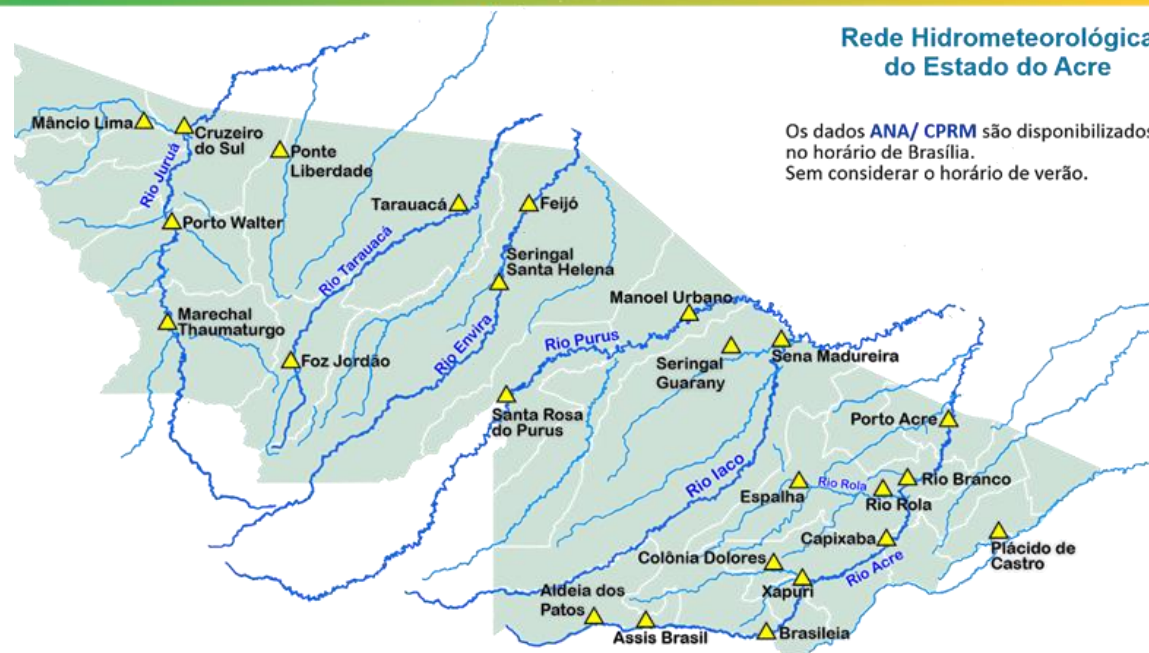 Rede Hidrometeorológica
do Estado do Acre
Os dados ANA/ CPRM são disponibilizados
no horário de Brasília.
Sem considerar o horário de verão.
Mâncio Lima
Cruzeiro
do Sul
Ponte
Liberdade
Rio Juruá
Porto Walter
Tarauacá
Feijó
Rio Tarauacá
Seringal
Santa Helena
Marechal
Thaumaturgo
Foz Jordão
Rio Envira
Manoel Urbano
Rio Purus
Seringal
Guarany
Sena Madureira
Santa Rosa
do Purus
Porto Acre
Rio Iaco
Espalha
Rio Rola
Rio Rola
Rio Branco
Capixaba
Plácido de
Castro
Colônia Dolores
Rio Acre
Xapuri
Aldeia dos
Patos
Assis Brasil
Brasileia